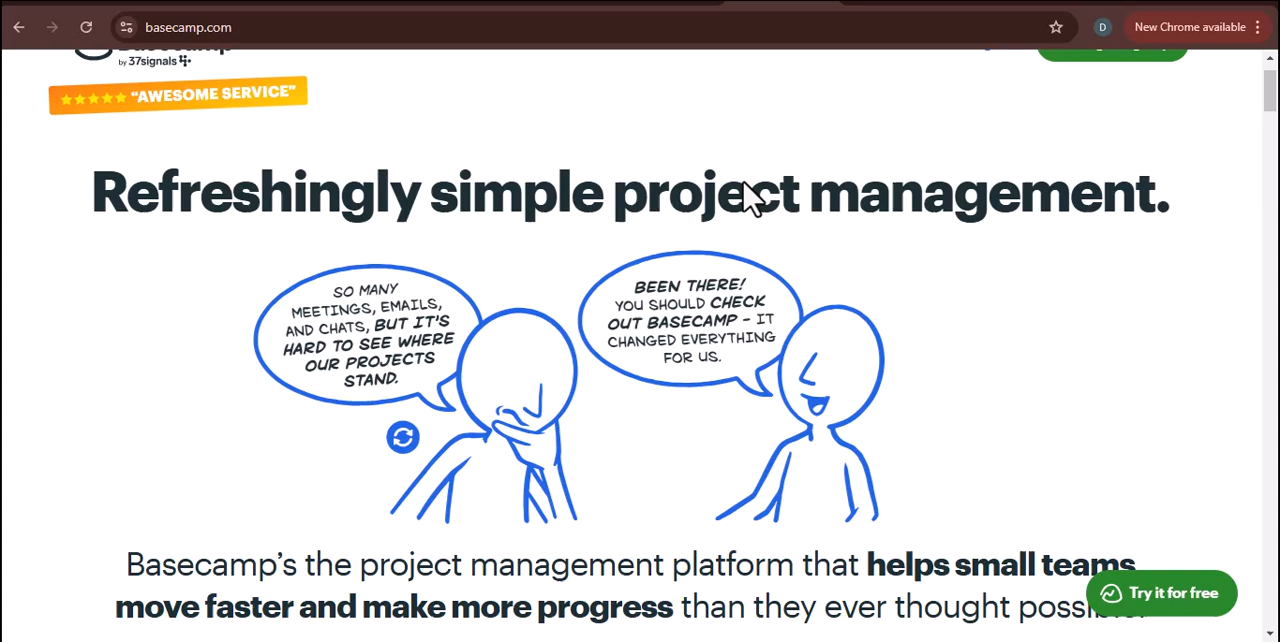 basecamp.com
D
New Chrome available
by 37signals
"AWESOME SERVICE"
Refreshingly simple project management.
SO MANY
MEETINGS, EMAILS,
AND CHATS, BUT IT'S
HARD TO SEE WHERE
OUR PROJECTS
STAND.
BEEN THERE!
YOU SHOULD CHECK
OUT BASECAMP – IT
CHANGED EVERYTHING
FOR US.
Basecamp's the project management platform that helps small teams
move faster and make more progress than they ever thought
Try it for free